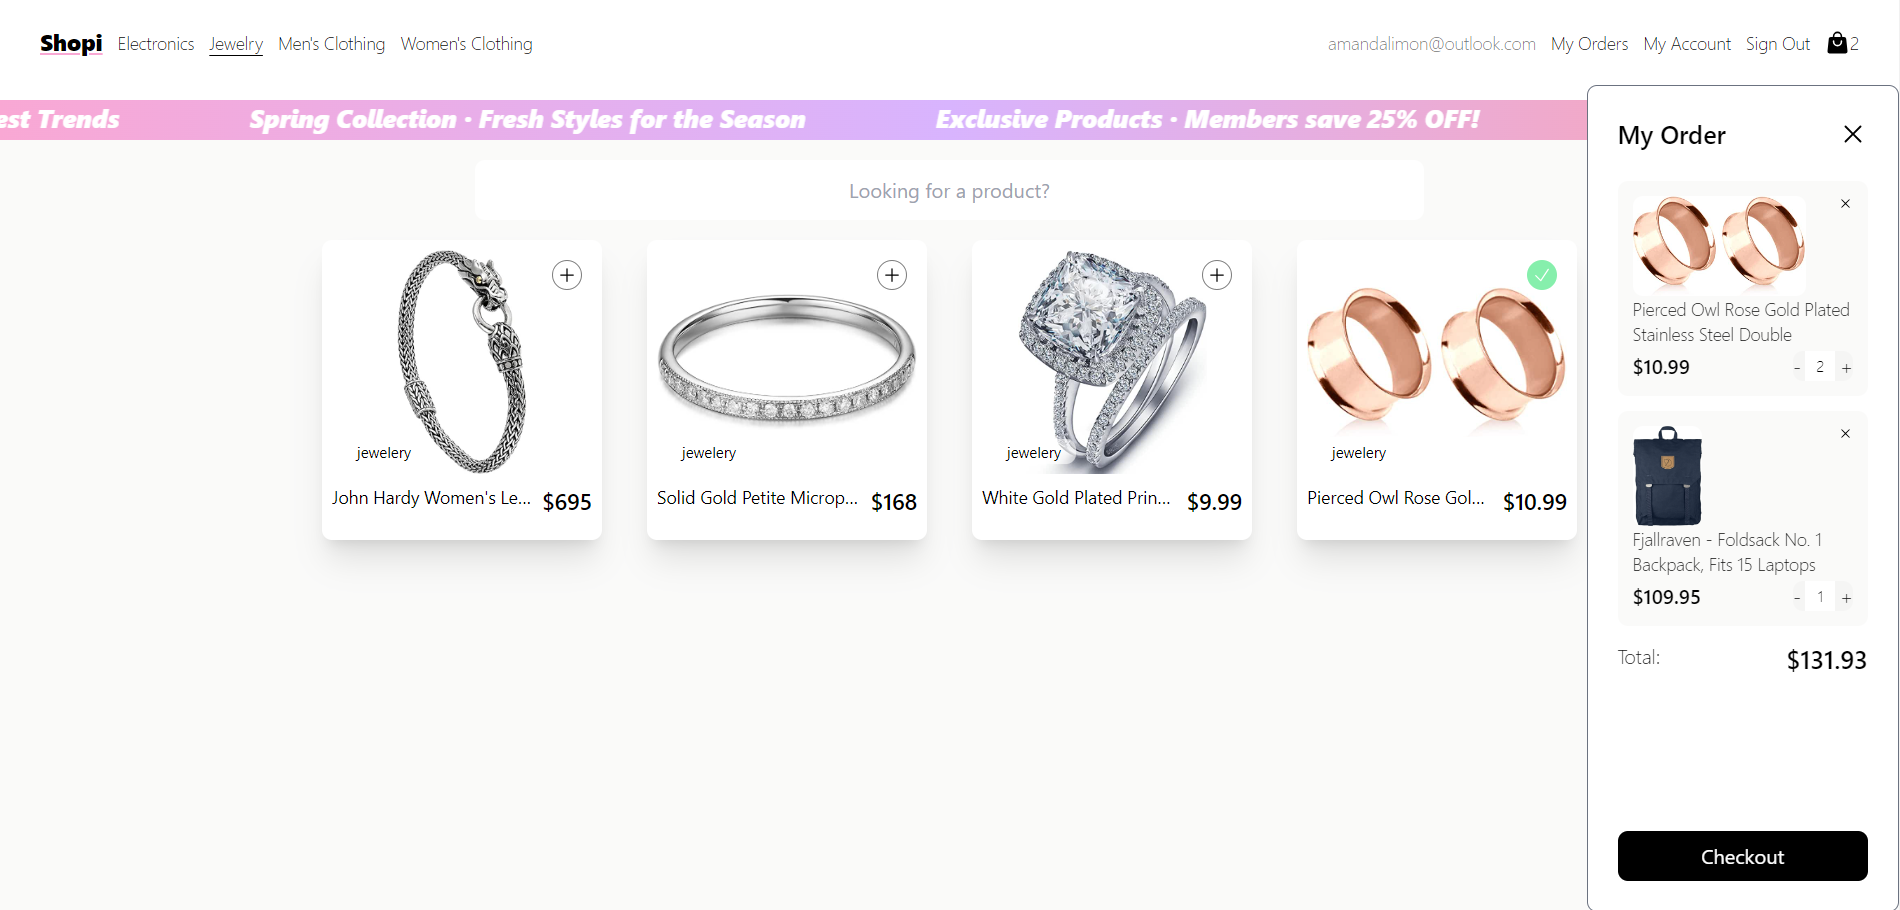 Shopi Electronics Jewelry Men's Clothing Women's Clothing
amandalimon@outlook.com My Orders My Account Sign Out 2
est Trends Spring Collection · Fresh Styles for the Season Exclusive Products · Members save 25% OFF!
Looking for a product?
jewelery
John Hardy Women's Le... $695
jewelery
Solid Gold Petite Microp... $168
jewelery
White Gold Plated Prin... $9.99
jewelery
Pierced Owl Rose Gol... $10.99
My Order
Pierced Owl Rose Gold Plated
Stainless Steel Double
$10.99 - 2 +
Fjallraven - Foldsack No. 1
Backpack, Fits 15 Laptops
$109.95 - 1 +
Total: $131.93
Checkout